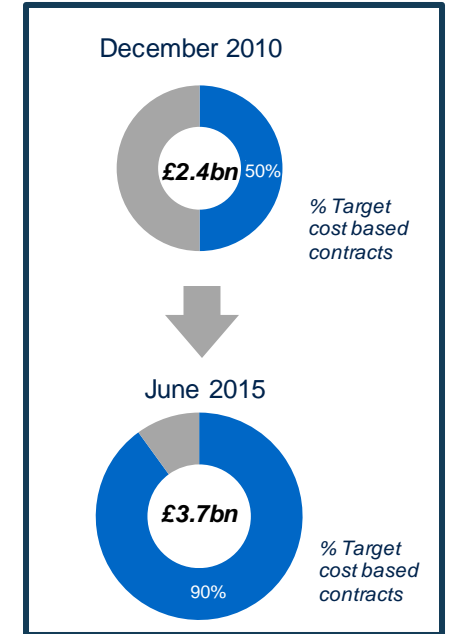 December 2010
£2.4bn 50%
% Target
cost based
contracts
June 2015
£3.7bn
90%
% Target
cost based
contracts